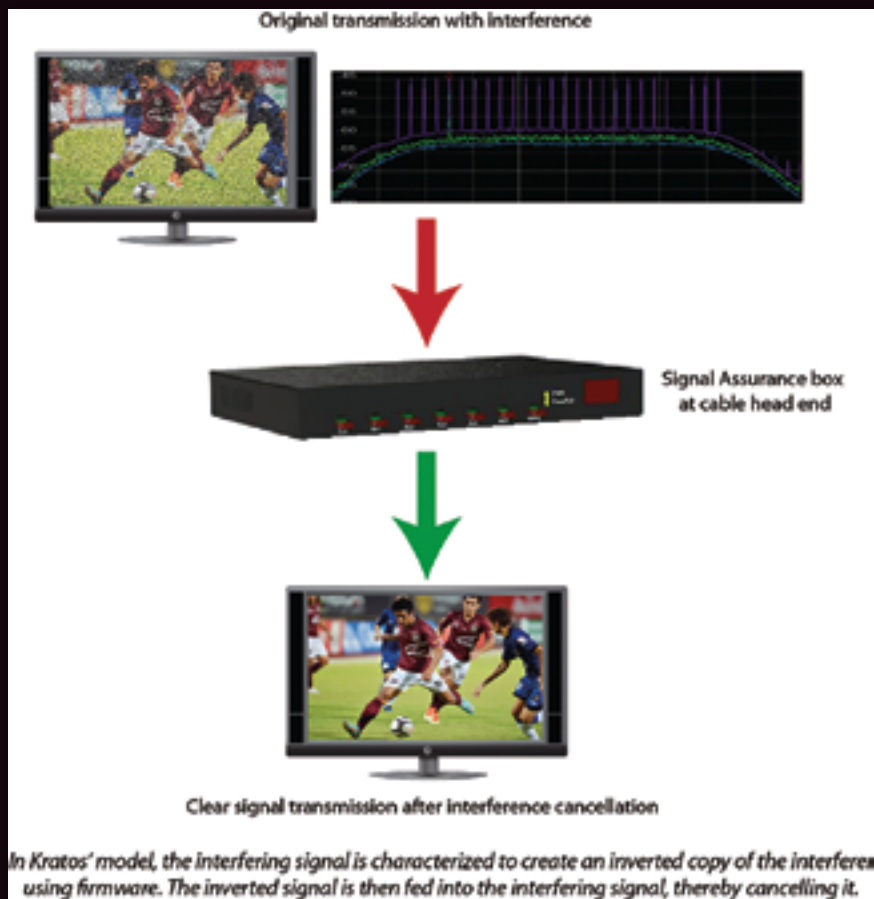 Original transmission with interference
Signal Assurance box
at cable head end
Clear signal transmission after interference cancellation
In Kratos' model, the interfering signal is characterized to create an inverted copy of the
using firmware. The inverted signal is then fed into the interfering signal, thereby cancelling it.